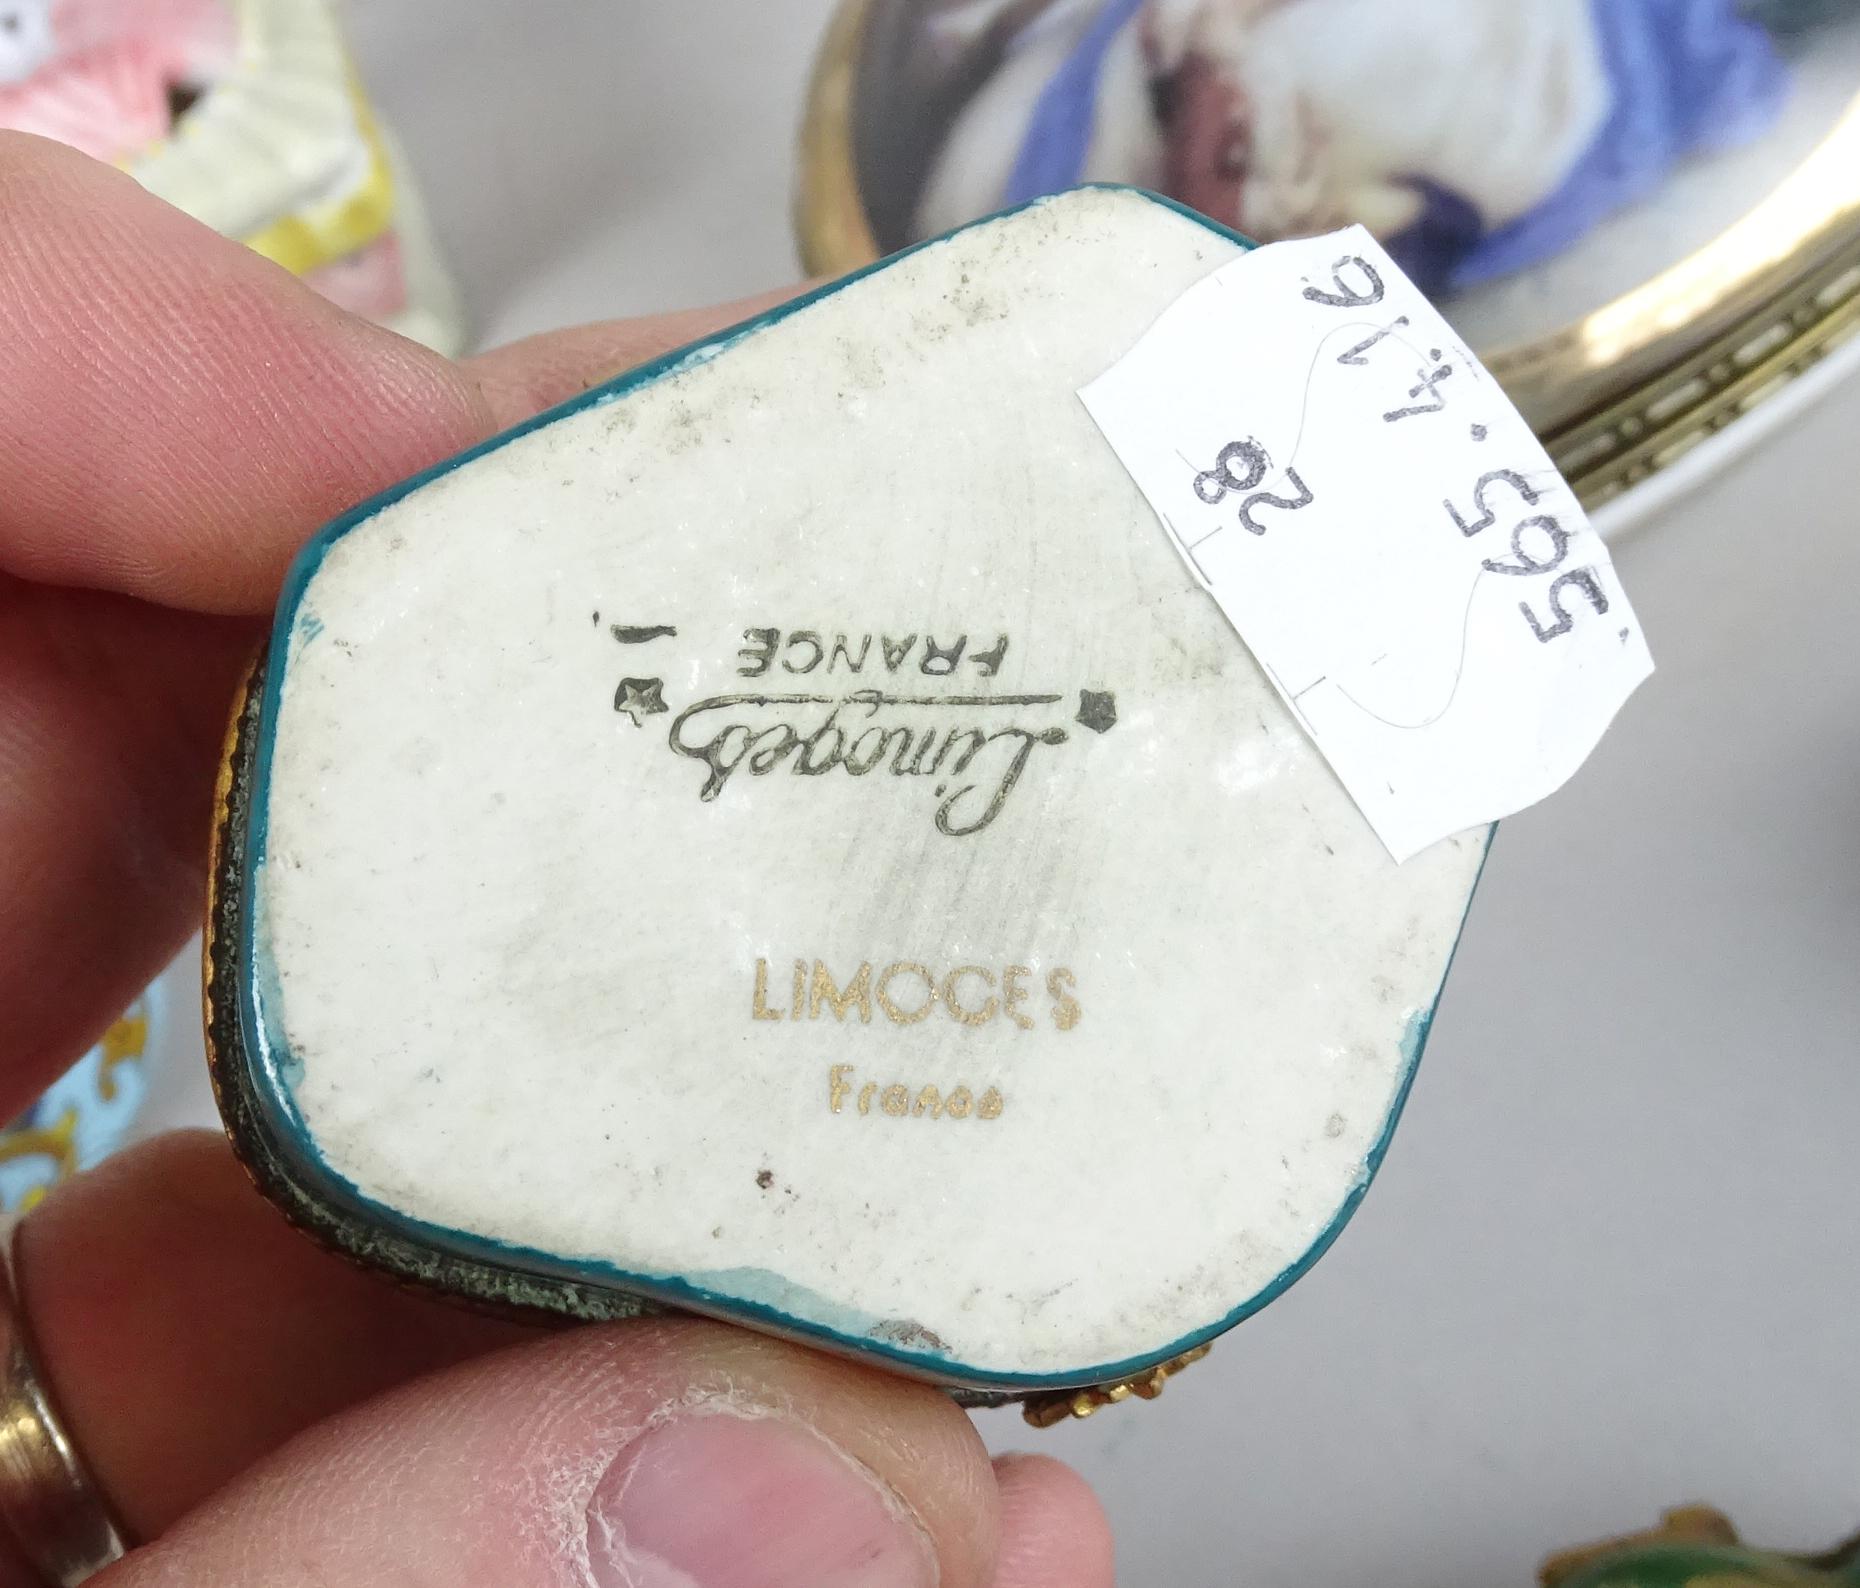 Limoges
FRANCE
LIMOGES
France
565.4.16
28